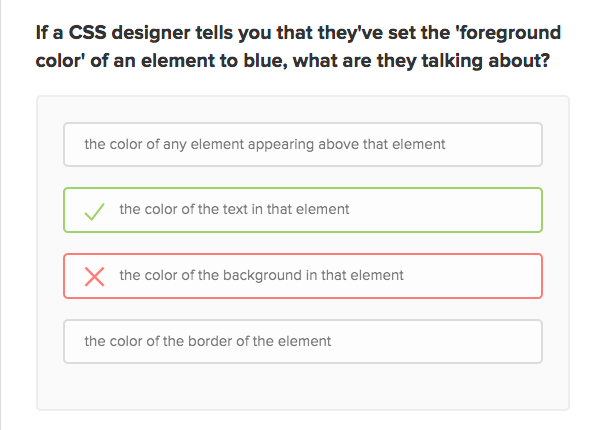 If a CSS designer tells you that they've set the 'foreground
color' of an element to blue, what are they talking about?
the color of any element appearing above that element
the color of the text in that element
the color of the background in that element
the color of the border of the element